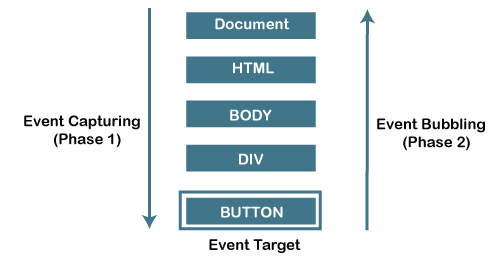 Document
HTML
Event Capturing
(Phase 1)
BODY
Event Bubbling
(Phase 2)
DIV
BUTTON
Event Target